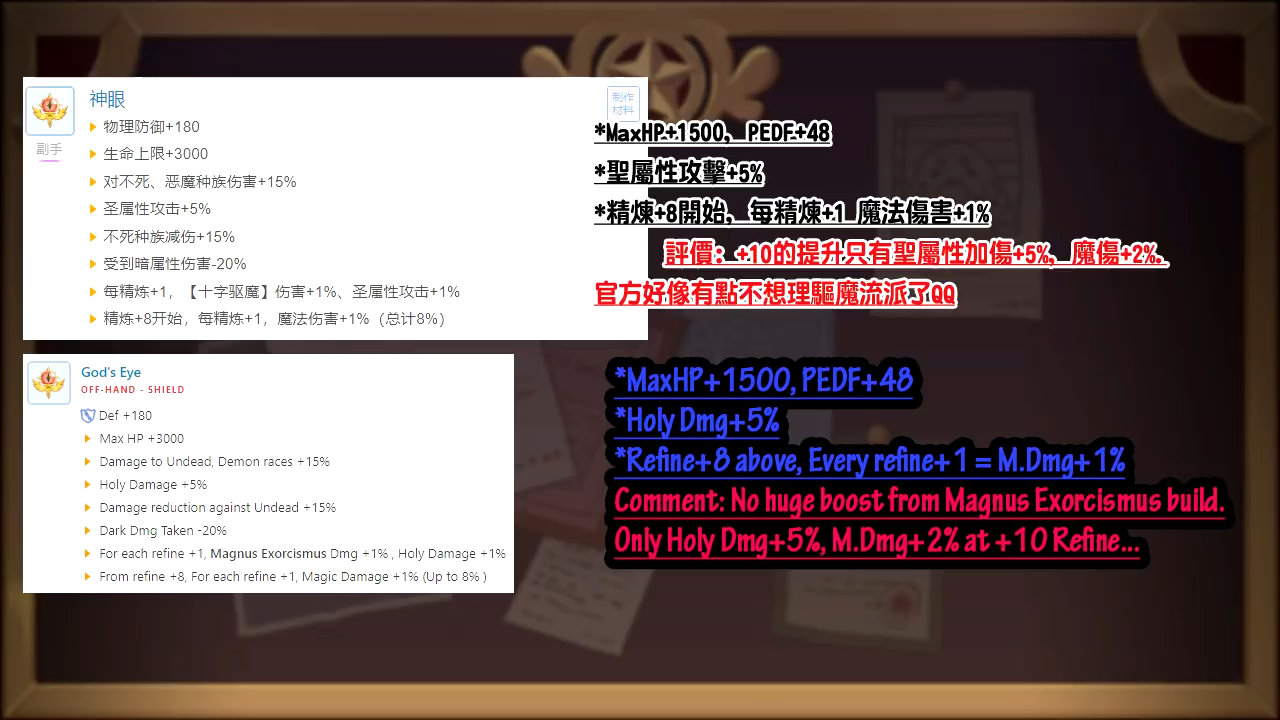 神眼
制作
材料
副手
物理防御+180
生命上限+3000
对不死、恶魔种族伤害+15%
圣属性攻击+5%
不死种族减伤+15%
受到暗属性伤害-20%
每精炼+1，【十字驱魔】伤害+1%、圣属性攻击+1%
精炼+8开始，每精炼+1，魔法伤害+1%（总计8%）
*MaxHP+1500, PEDF+48
*聖屬性攻擊+5%
*精煉+8開始, 每精煉+1 魔法傷害+1%
評價: +10的提升只有聖屬性加傷+5%, 魔傷+2%.
官方好像有點不想理驅魔流派了QQ
God's Eye
OFF-HAND - SHIELD
Def +180
Max HP +3000
Damage to Undead, Demon races +15%
Holy Damage +5%
Damage reduction against Undead +15%
Dark Dmg Taken -20%
For each refine +1, Magnus Exorcismus Dmg +1% , Holy Damage +1%
From refine +8, For each refine +1, Magic Damage +1% (Up to 8% )
*MaxHP+1500, PEDF+48
*Holy Dmg+5%
*Refine+8 above, Every refine+1 = M.Dmg+1%
Comment: No huge boost from Magnus Exorcismus build.
Only Holy Dmg+5%, M.Dmg+2% at +10 Refine...